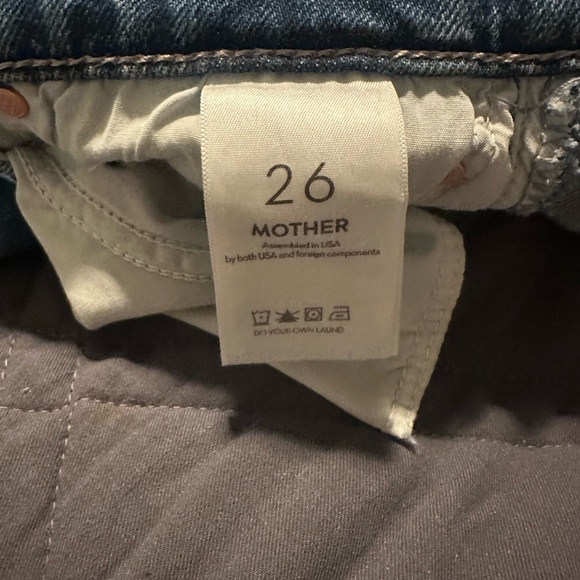 26
MOTHER
Assembled in USA
by both USA and foreign components
DO YOUR OWN LAUND